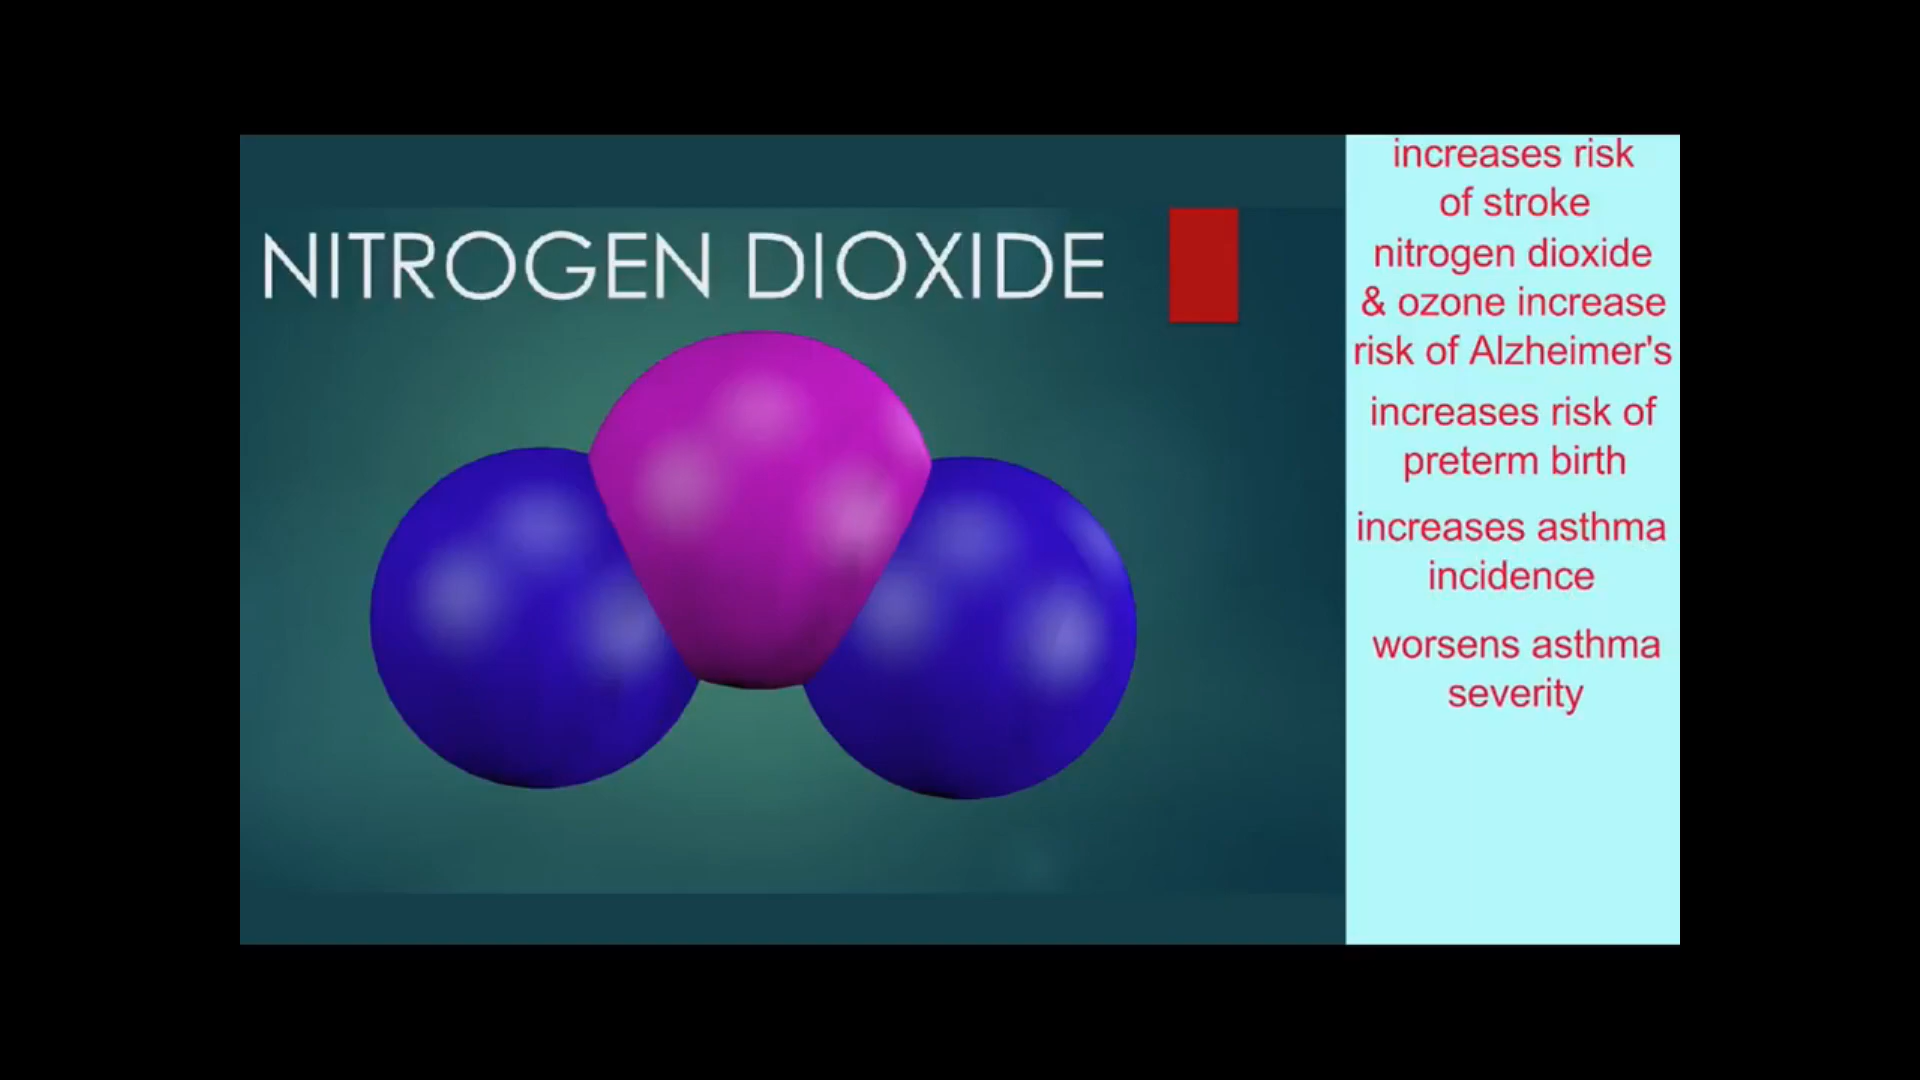 NITROGEN DIOXIDE
increases risk
of stroke
nitrogen dioxide
& ozone increase
risk of Alzheimer's
increases risk of
preterm birth
increases asthma
incidence
worsens asthma
severity